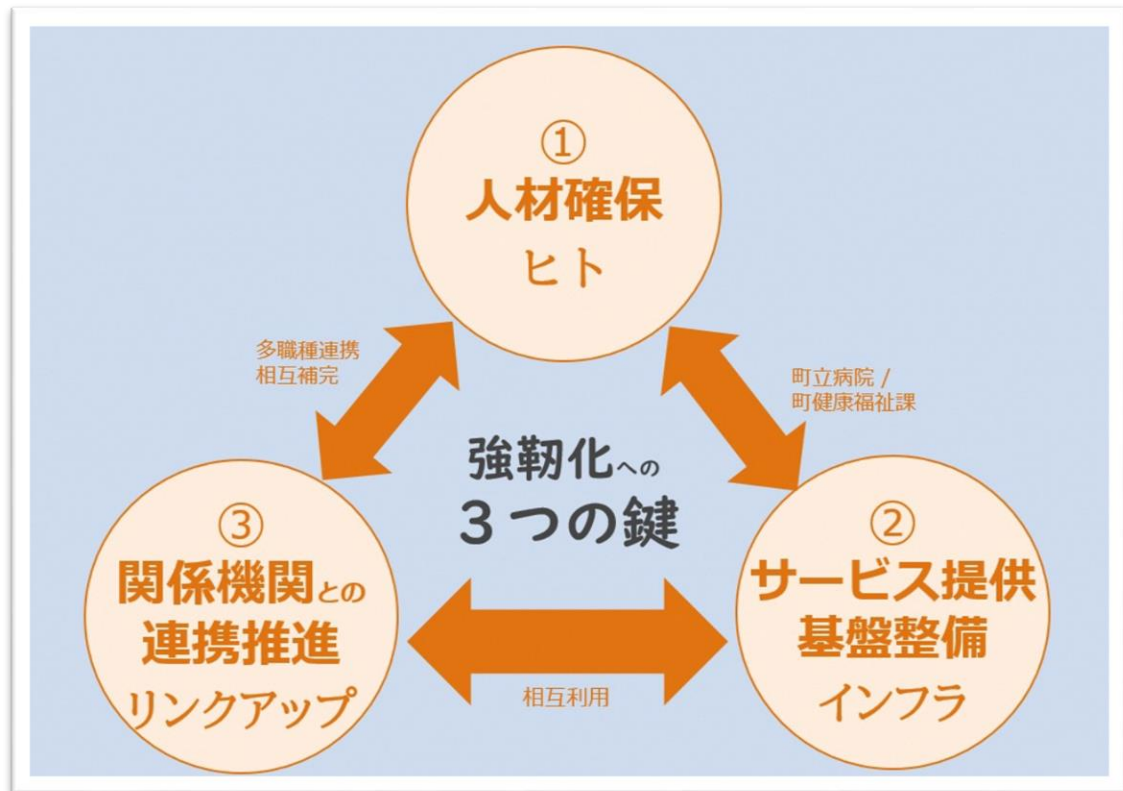 ①
人材確保
ヒト
多職種連携
相互補完
町立病院 /
町健康福祉課
強靭化への
３つの鍵
③
関係機関との
連携推進
リンクアップ
②
サービス提供
基盤整備
インフラ
相互利用